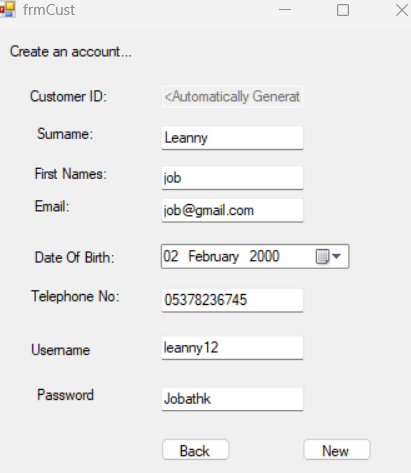 frmCust
Create an account...
Customer ID: <Automatically Generat
Surname: Leanny
First Names: job
Email: job@gmail.com
Date Of Birth: 02 February 2000
Telephone No: 05378236745
Username leanny12
Password Jobathk
Back New